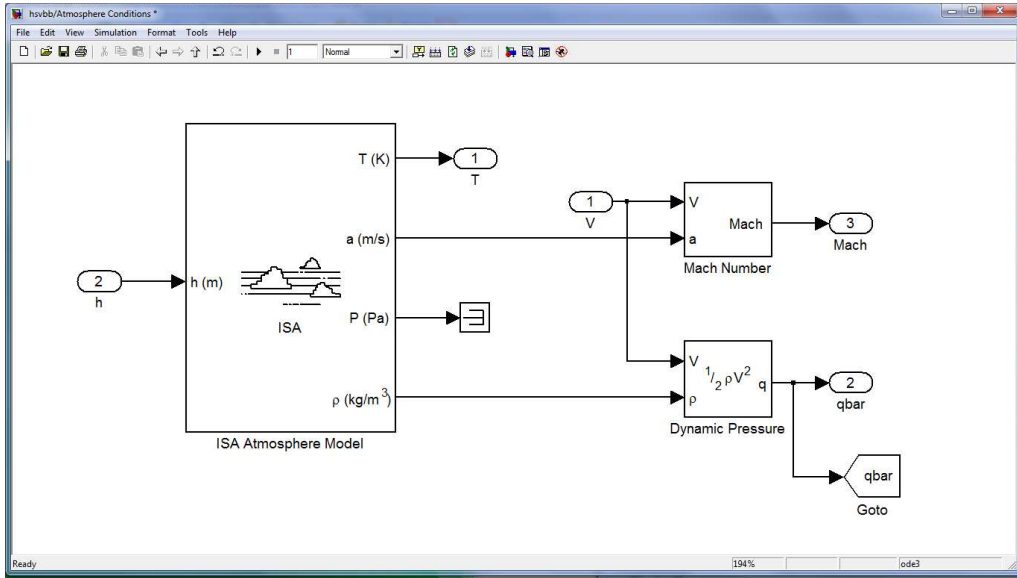 hsvbb/Atmosphere Conditions *
File Edit View Simulation Format Tools Help
1 Normal
T (K)
1
T
a (m/s)
2
h
h (m)
ISA
P (Pa)
ρ (kg/m³)
ISA Atmosphere Model
1
V
V
a
Mach
Mach Number
3
Mach
V
ρ
1/2 ρV² q
Dynamic Pressure
2
qbar
qbar
Goto
Ready 194% ode3